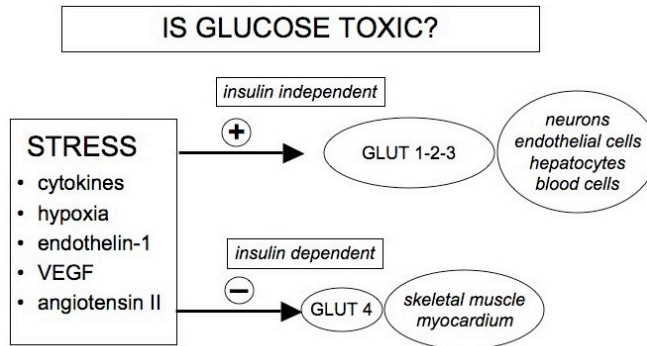 IS GLUCOSE TOXIC?
insulin independent
+
STRESS
• cytokines
• hypoxia
• endothelin-1
• VEGF
• angiotensin II
GLUT 1-2-3
neurons
endothelial cells
hepatocytes
blood cells
insulin dependent
−
GLUT 4
skeletal muscle
myocardium